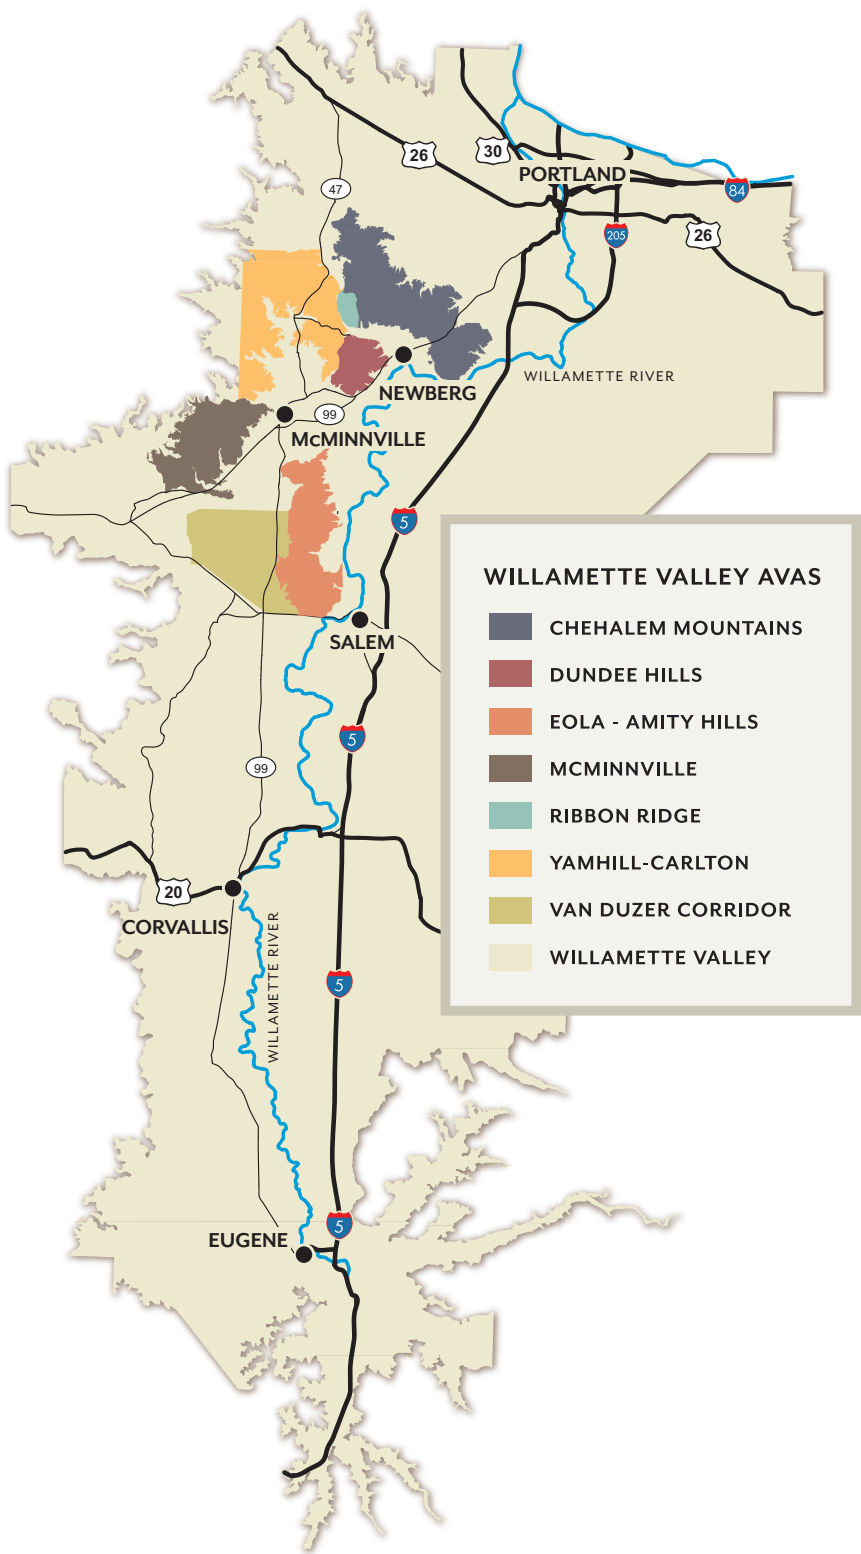 26
30
PORTLAND
84
47
205
26
NEWBERG
WILLAMETTE RIVER
99
McMINNVILLE
5
WILLAMETTE VALLEY AVAS
CHEHALEM MOUNTAINS
DUNDEE HILLS
EOLA - AMITY HILLS
MCMINNVILLE
RIBBON RIDGE
YAMHILL-CARLTON
VAN DUZER CORRIDOR
WILLAMETTE VALLEY
SALEM
5
99
20
CORVALLIS
WILLAMETTE RIVER
5
5
EUGENE